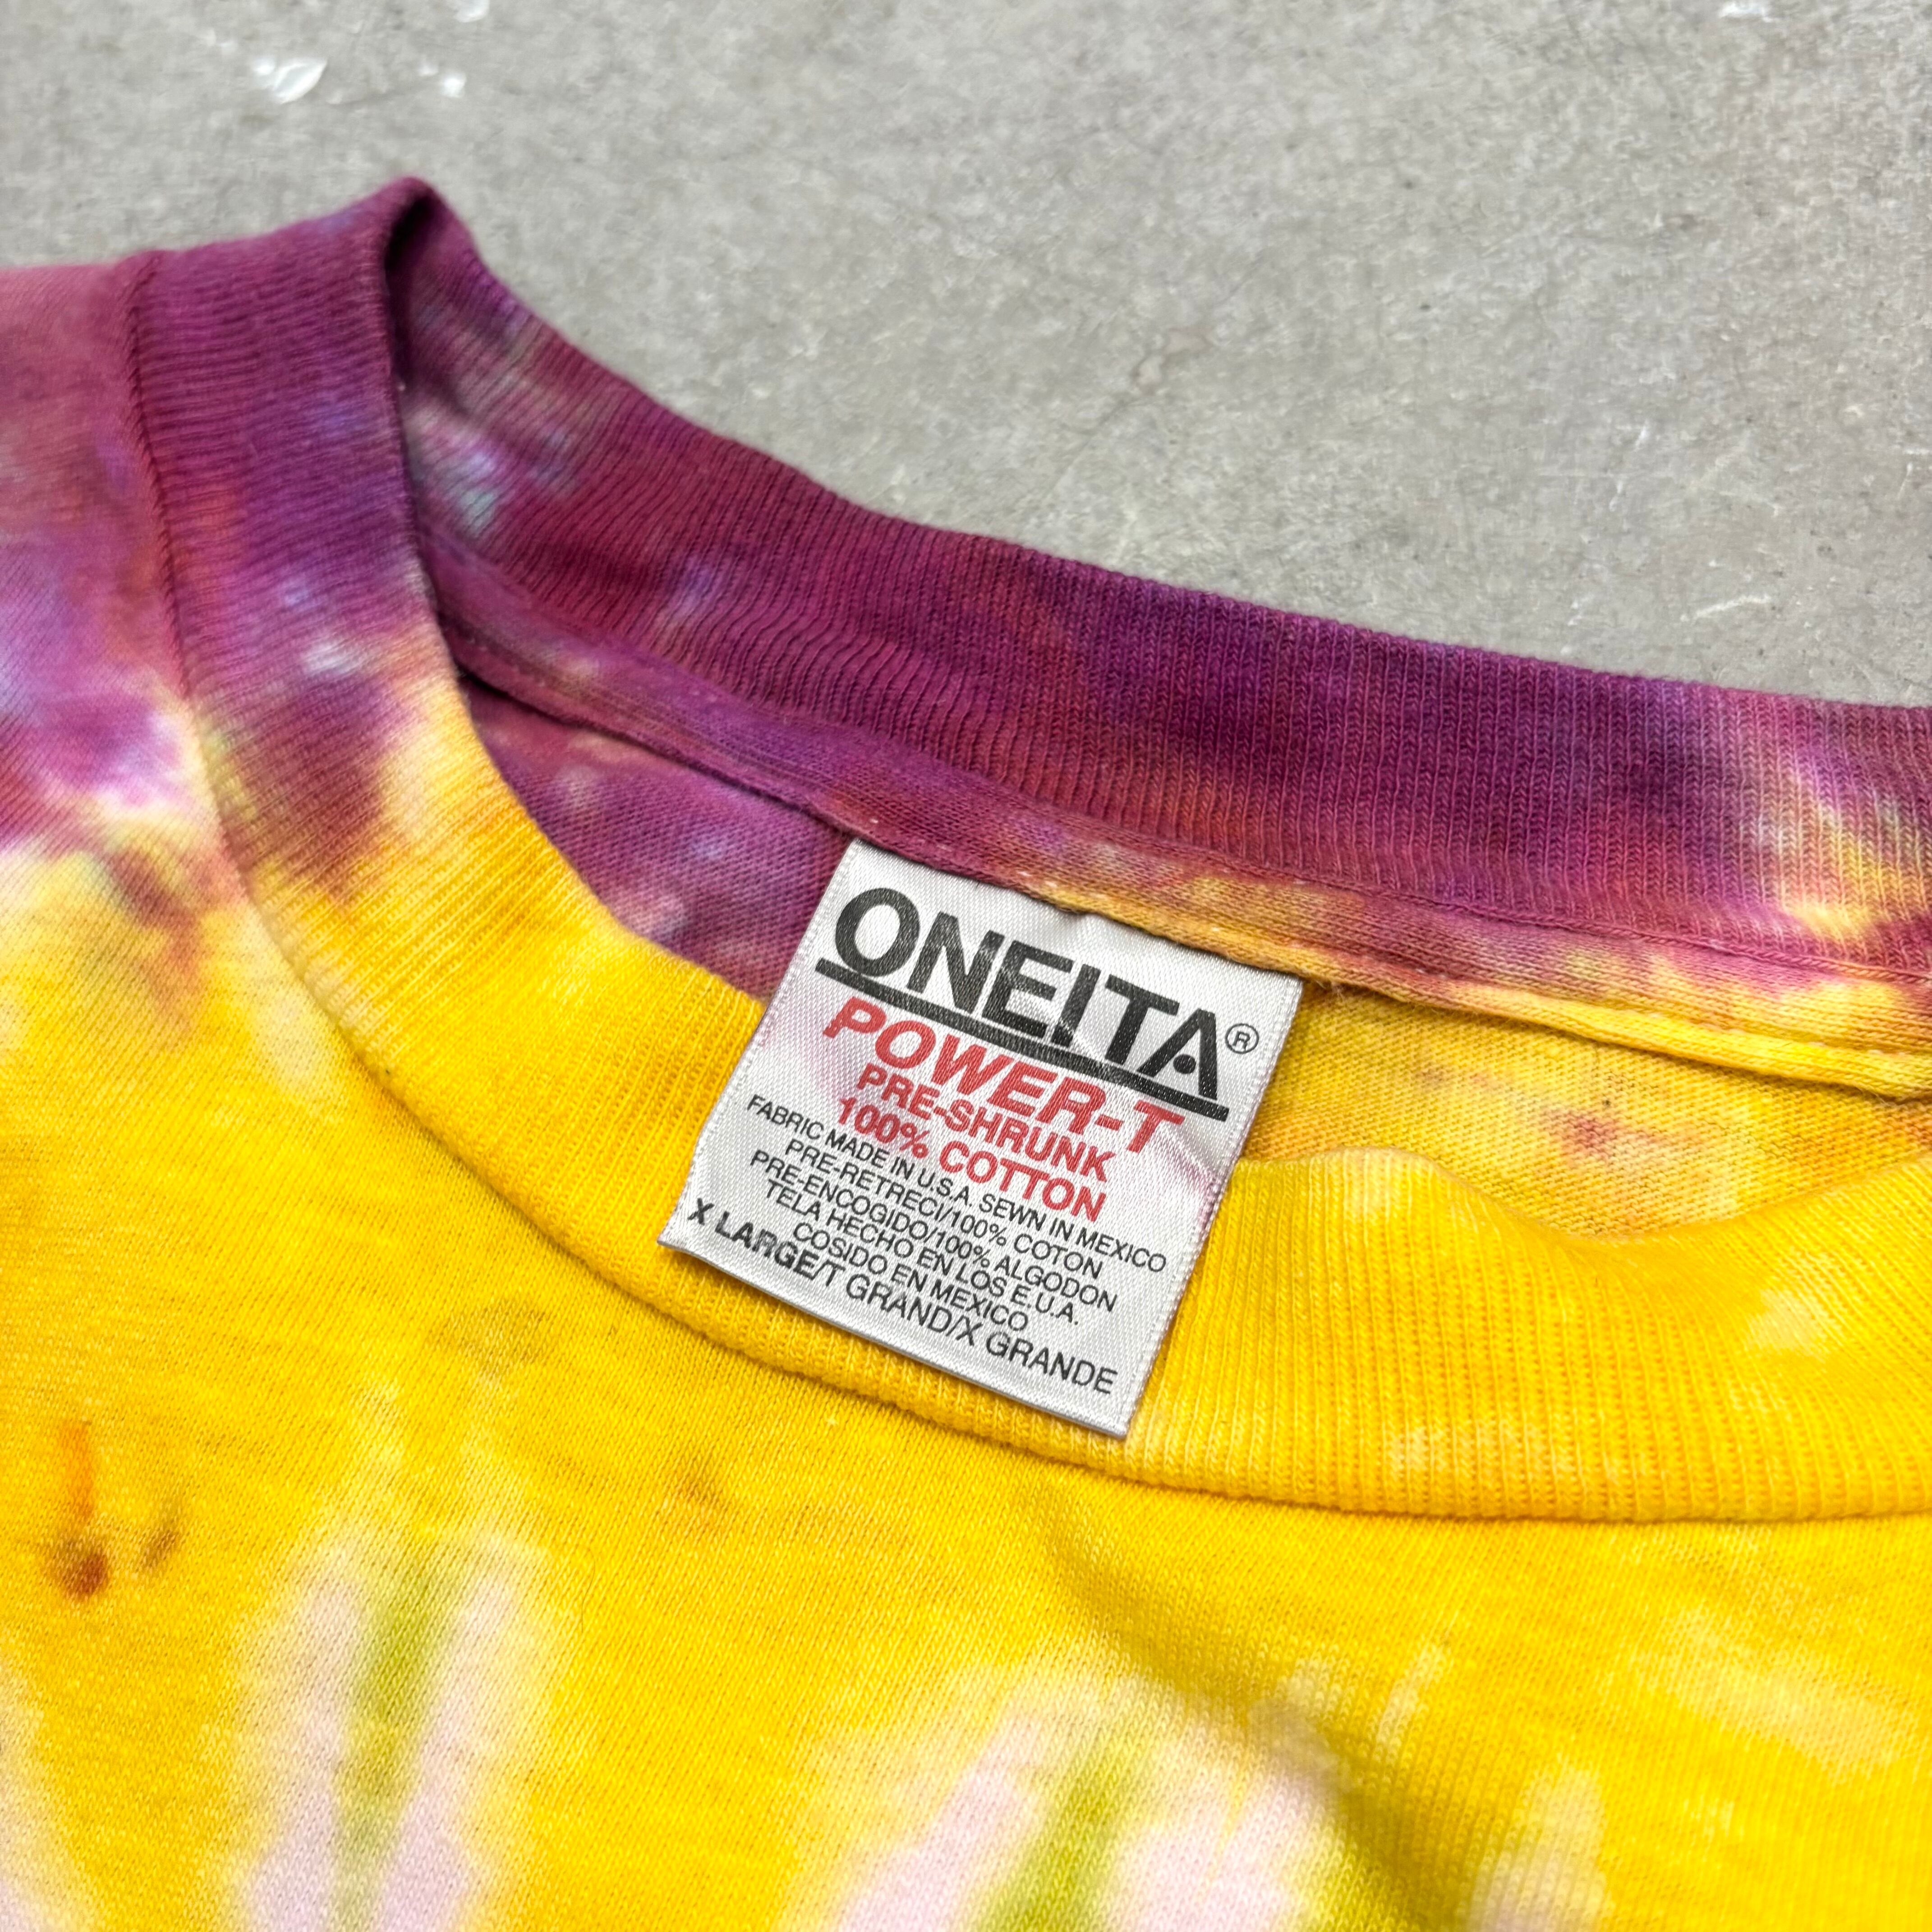 ONEITA®
POWER-T
PRE-SHRUNK
100% COTTON
FABRIC MADE IN U.S.A. SEWN IN MEXICO
PRE-RETRECI/100% COTON
PRE-ENCOGIDO/100% ALGODON
TELA HECHO EN LOS E.U.A.
COSIDO EN MEXICO
X LARGE/T GRAND/X GRANDE